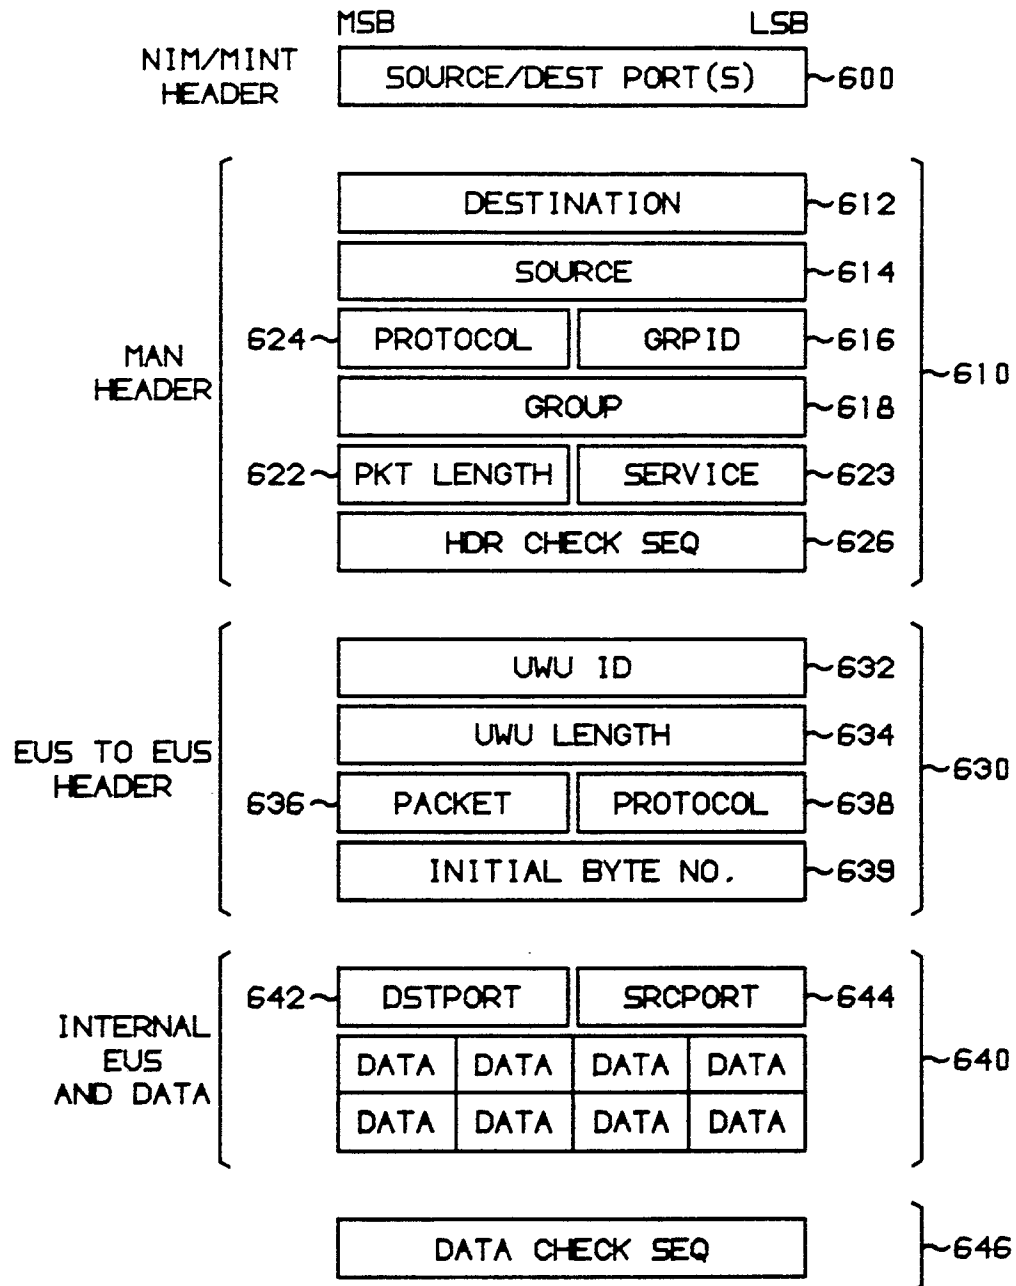 MSB LSB
NIM/MINT HEADER SOURCE/DEST PORT(S) 600
MAN HEADER
DESTINATION 612
SOURCE 614
624 PROTOCOL GRPID 616
610
GROUP 618
622 PKT LENGTH SERVICE 623
HDR CHECK SEQ 626
EUS TO EUS HEADER
UWU ID 632
UWU LENGTH 634
630
636 PACKET PROTOCOL 638
INITIAL BYTE NO. 639
INTERNAL EUS AND DATA
642 DSTPORT SRCPORT 644
DATA DATA DATA DATA
640
DATA DATA DATA DATA
DATA CHECK SEQ 646